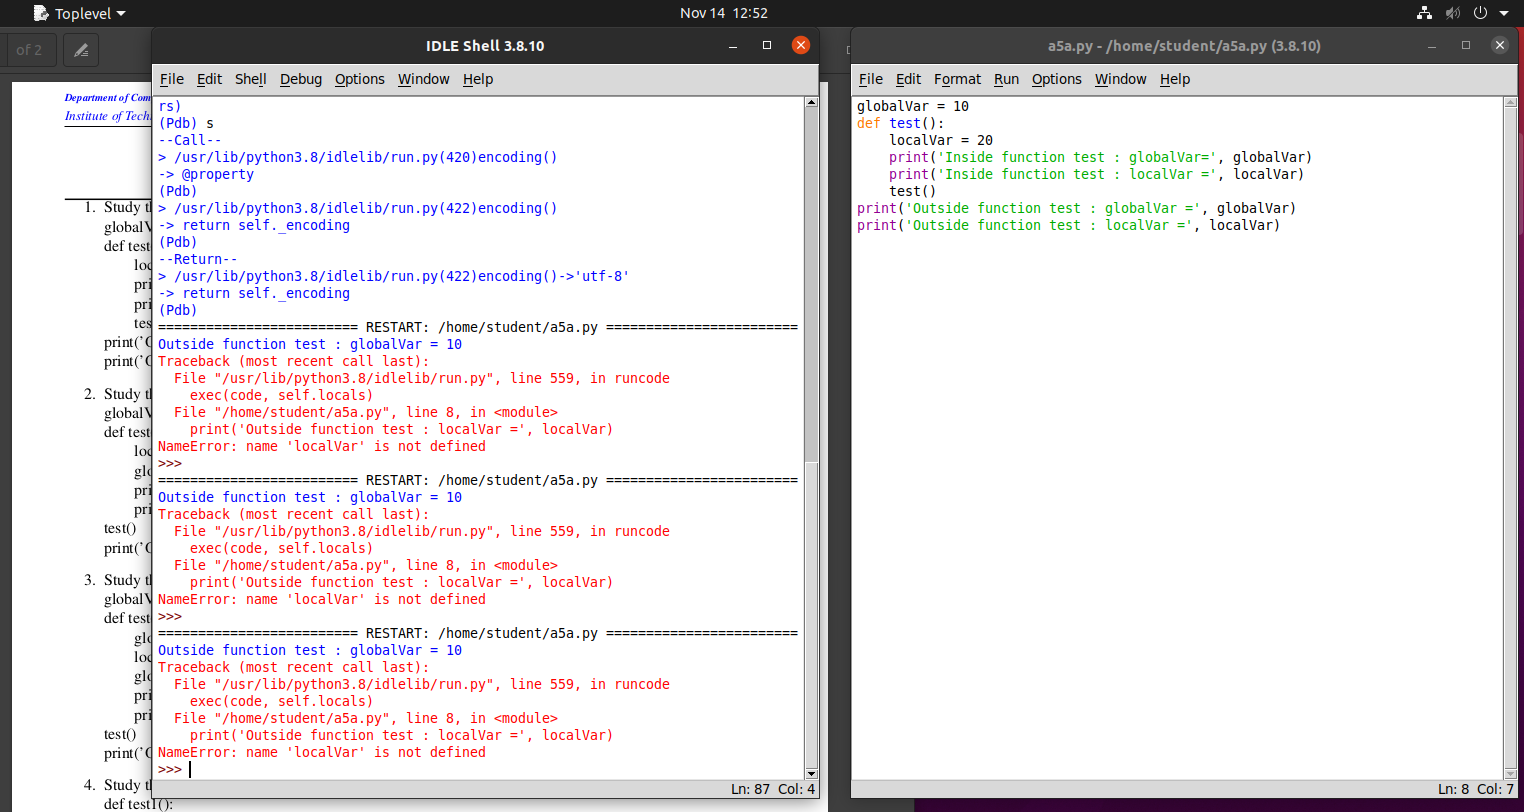 Toplevel
Nov 14 12:52
of 2
Department of Com
Institute of Tech
1. Study th
globalV
def test
loc
pri
pri
tes
print('O
print('O
2. Study th
globalV
def test
loc
glo
pri
pri
test()
print('O
3. Study th
globalV
def test
glo
loc
glo
pri
pri
test()
print('O
4. Study th
def test1():
IDLE Shell 3.8.10
File Edit Shell Debug Options Window Help
rs)
(Pdb) s
--Call--
> /usr/lib/python3.8/idlelib/run.py(420)encoding()
-> @property
(Pdb)
> /usr/lib/python3.8/idlelib/run.py(422)encoding()
-> return self._encoding
(Pdb)
--Return--
> /usr/lib/python3.8/idlelib/run.py(422)encoding()->'utf-8'
-> return self._encoding
(Pdb)
========================= RESTART: /home/student/a5a.py ========================
Outside function test : globalVar = 10
Traceback (most recent call last):
  File "/usr/lib/python3.8/idlelib/run.py", line 559, in runcode
    exec(code, self.locals)
  File "/home/student/a5a.py", line 8, in <module>
    print('Outside function test : localVar =', localVar)
NameError: name 'localVar' is not defined
>>>
========================= RESTART: /home/student/a5a.py ========================
Outside function test : globalVar = 10
Traceback (most recent call last):
  File "/usr/lib/python3.8/idlelib/run.py", line 559, in runcode
    exec(code, self.locals)
  File "/home/student/a5a.py", line 8, in <module>
    print('Outside function test : localVar =', localVar)
NameError: name 'localVar' is not defined
>>>
========================= RESTART: /home/student/a5a.py ========================
Outside function test : globalVar = 10
Traceback (most recent call last):
  File "/usr/lib/python3.8/idlelib/run.py", line 559, in runcode
    exec(code, self.locals)
  File "/home/student/a5a.py", line 8, in <module>
    print('Outside function test : localVar =', localVar)
NameError: name 'localVar' is not defined
>>>
Ln: 87 Col: 4
a5a.py - /home/student/a5a.py (3.8.10)
File Edit Format Run Options Window Help
globalVar = 10
def test():
    localVar = 20
    print('Inside function test : globalVar=', globalVar)
    print('Inside function test : localVar =', localVar)
    test()
print('Outside function test : globalVar =', globalVar)
print('Outside function test : localVar =', localVar)
Ln: 8 Col: 7